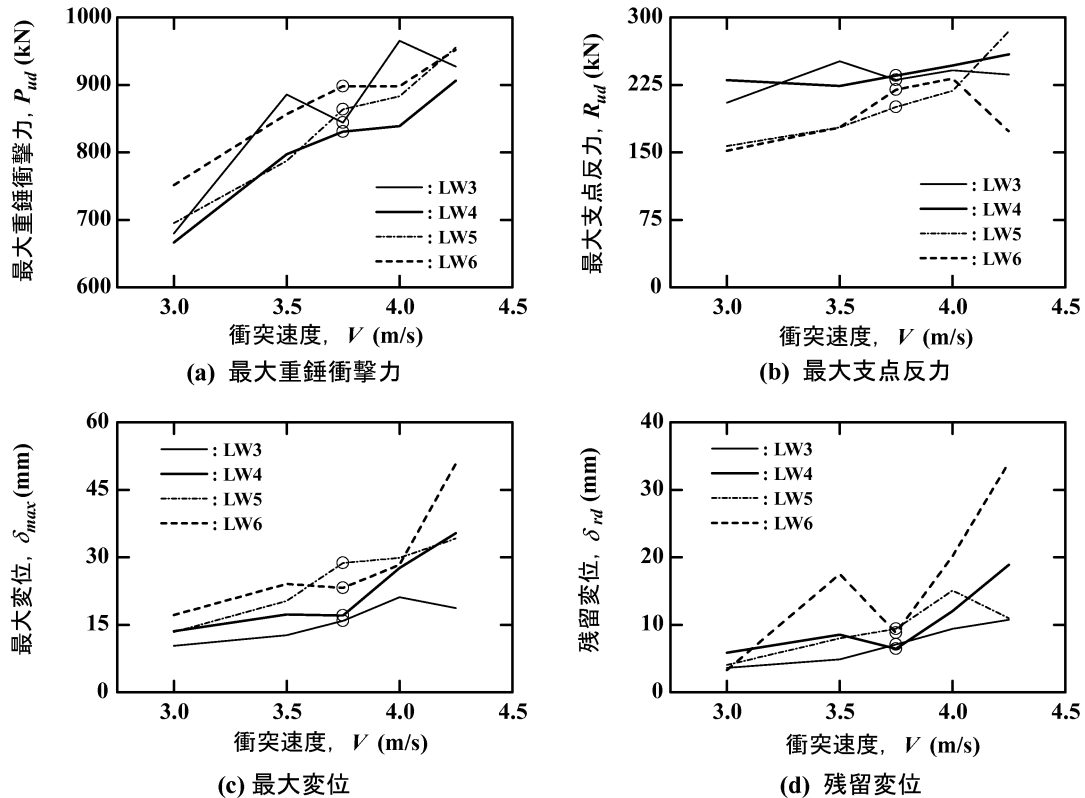 最大重錘衝撃力, P ud (kN)
1000
900
800
700
600
: LW3
: LW4
: LW5
: LW6
3.0 3.5 4.0 4.5
衝突速度, V (m/s)
(a) 最大重錘衝撃力
最大支点反力, R ud (kN)
300
225
150
75
0
: LW3
: LW4
: LW5
: LW6
3.0 3.5 4.0 4.5
衝突速度, V (m/s)
(b) 最大支点反力
最大変位, δ max (mm)
60
45
30
15
0
: LW3
: LW4
: LW5
: LW6
3.0 3.5 4.0 4.5
衝突速度, V (m/s)
(c) 最大変位
残留変位, δ rd (mm)
40
30
20
10
0
: LW3
: LW4
: LW5
: LW6
3.0 3.5 4.0 4.5
衝突速度, V (m/s)
(d) 残留変位